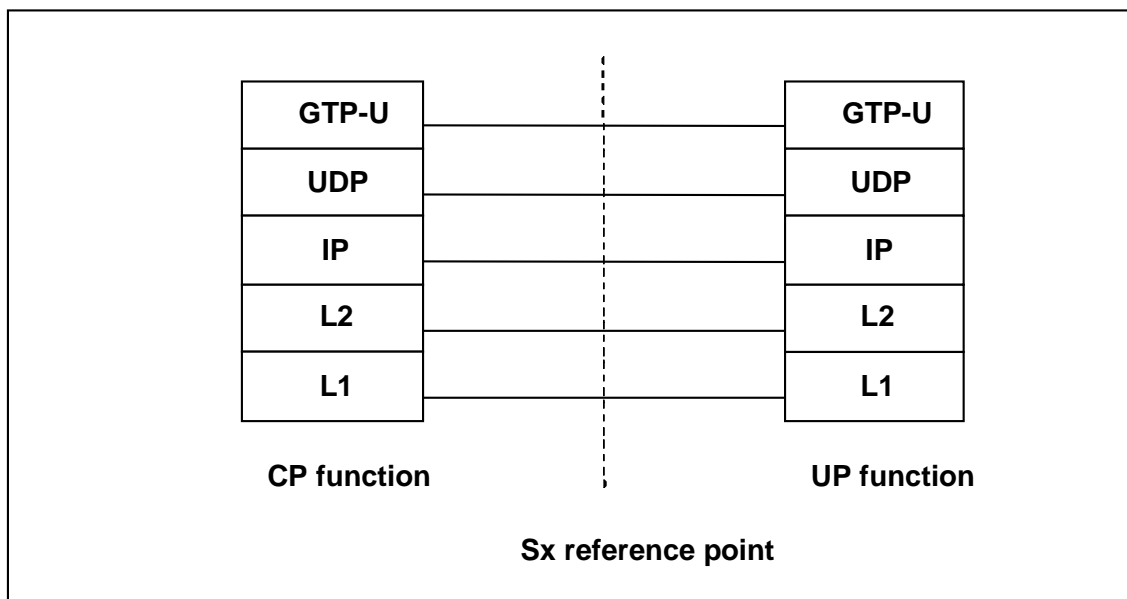 GTP-U GTP-U
UDP UDP
IP IP
L2 L2
L1 L1
CP function UP function
Sx reference point